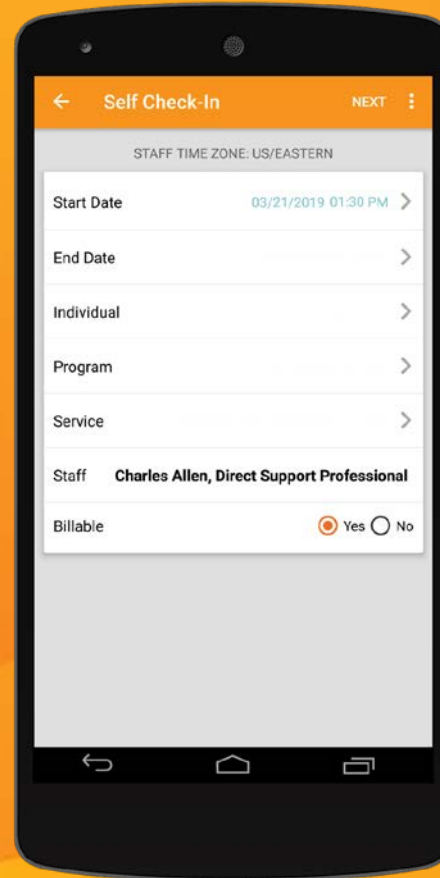 Self Check-In NEXT
STAFF TIME ZONE: US/EASTERN
Start Date 03/21/2019 01:30 PM
End Date
Individual
Program
Service
Staff Charles Allen, Direct Support Professional
Billable Yes No